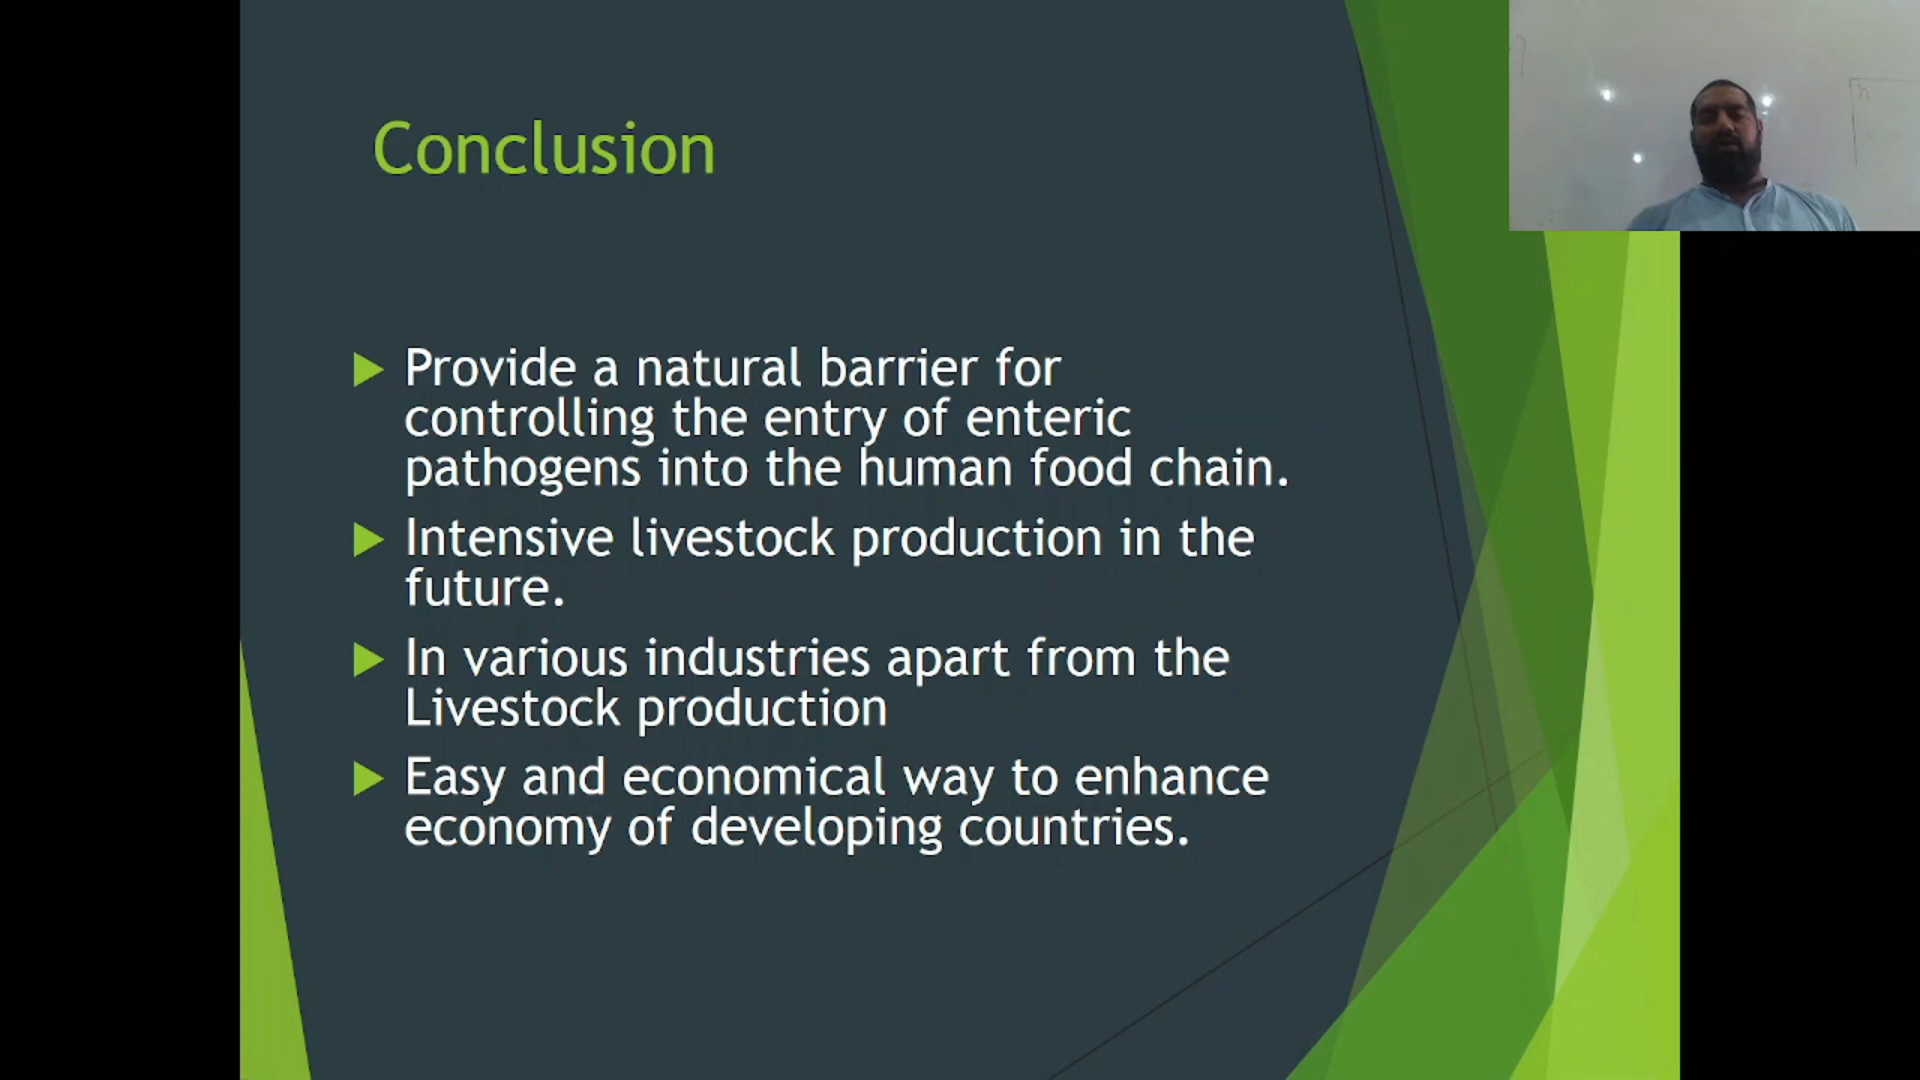 Conclusion
Provide a natural barrier for
controlling the entry of enteric
pathogens into the human food chain.
Intensive livestock production in the
future.
In various industries apart from the
Livestock production
Easy and economical way to enhance
economy of developing countries.